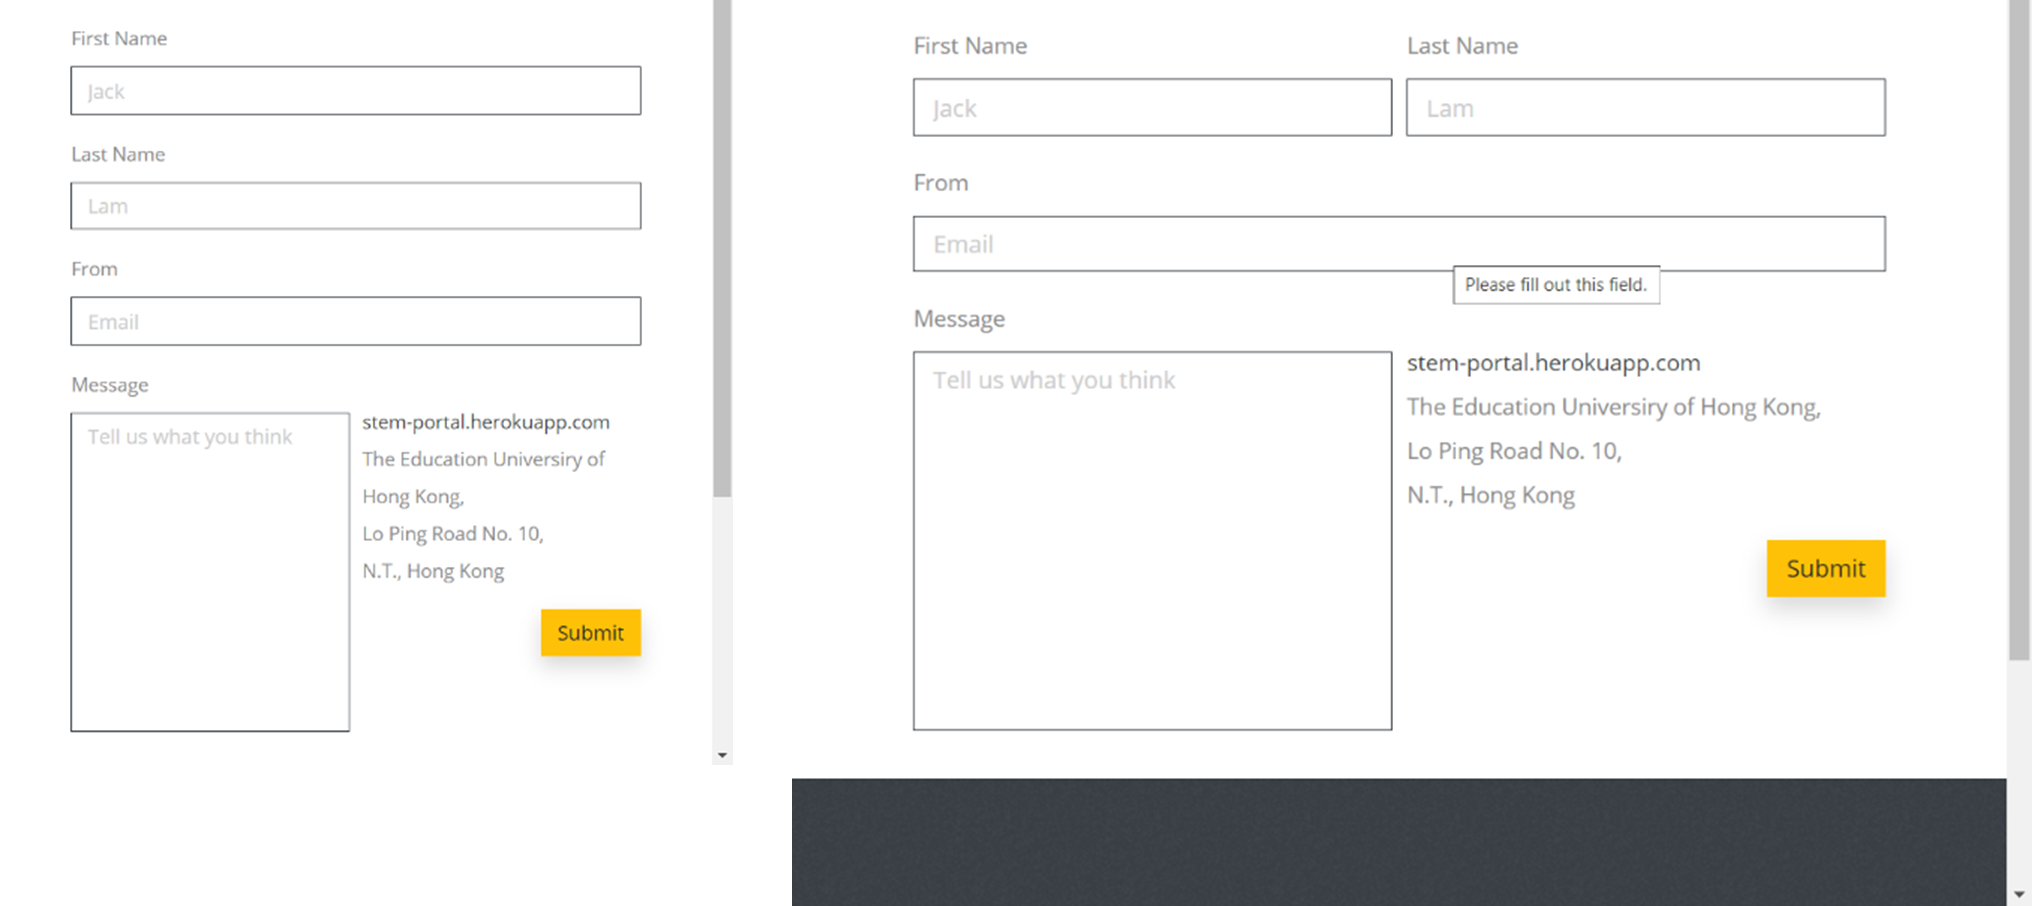 First Name
Jack
Last Name
Lam
From
Email
Message
Tell us what you think
stem-portal.herokuapp.com
The Education Universiry of
Hong Kong,
Lo Ping Road No. 10,
N.T., Hong Kong
Submit
First Name
Last Name
Jack
Lam
From
Email
Please fill out this field.
Message
Tell us what you think
stem-portal.herokuapp.com
The Education Universiry of Hong Kong,
Lo Ping Road No. 10,
N.T., Hong Kong
Submit